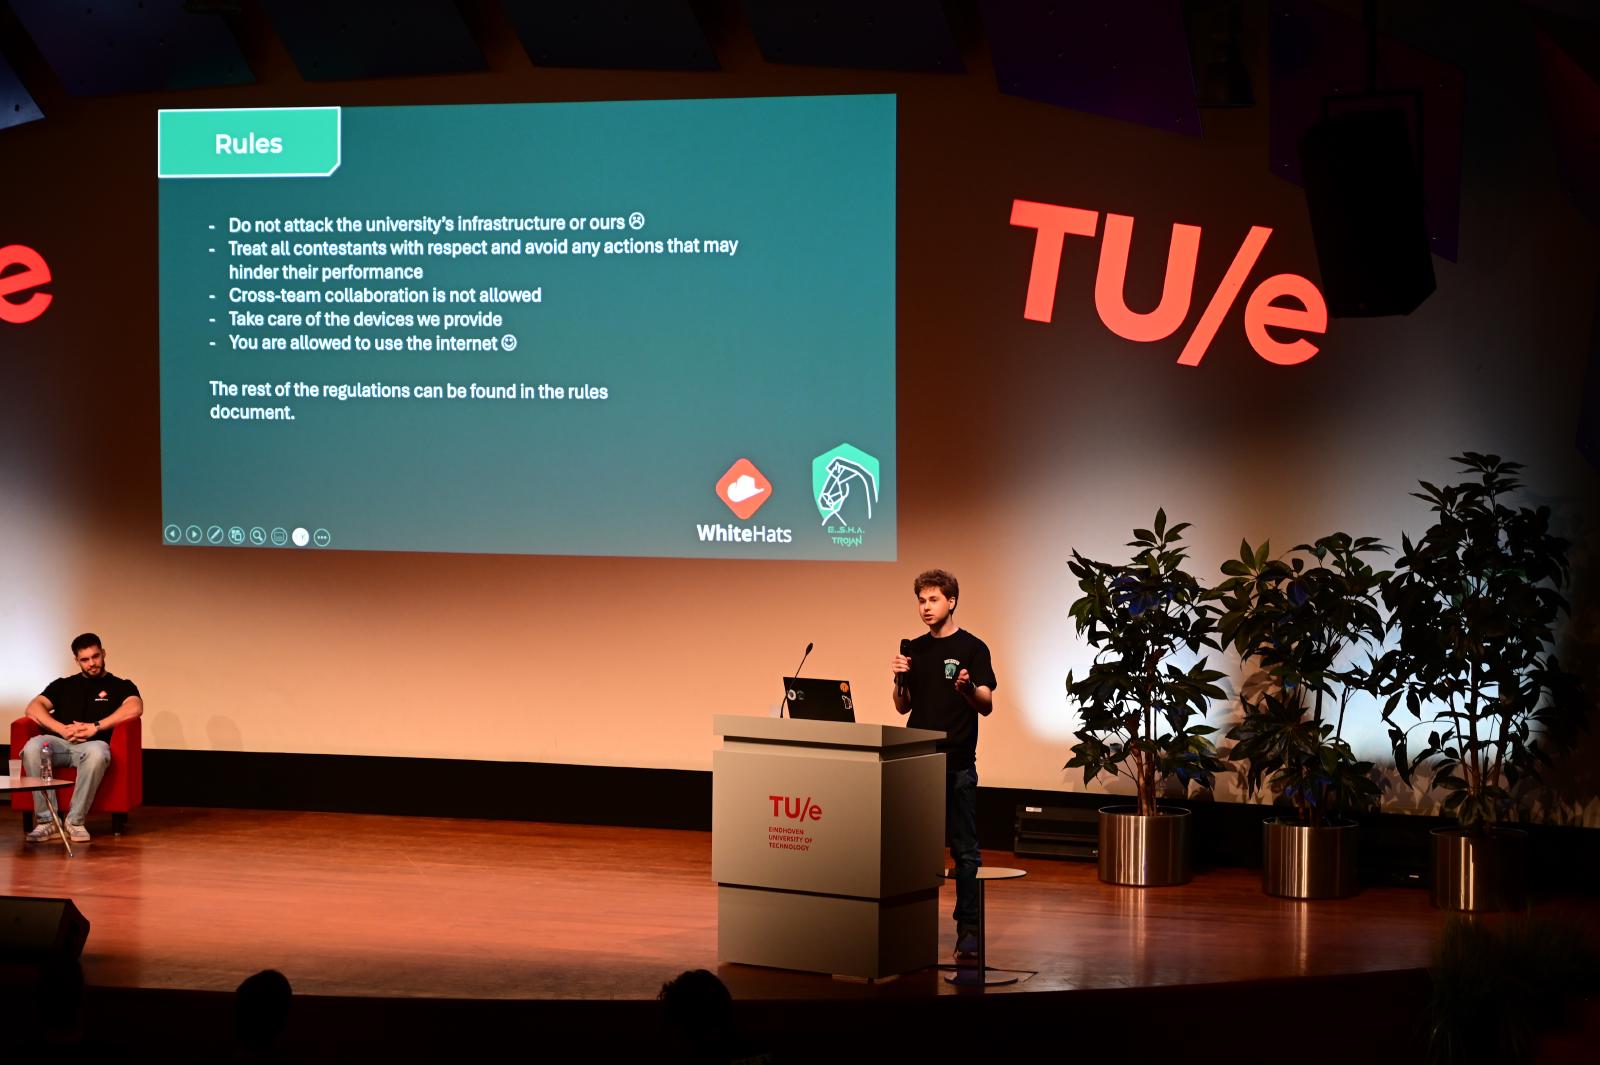 Rules
- Do not attack the university's infrastructure or ours ☹
- Treat all contestants with respect and avoid any actions that may
hinder their performance
- Cross-team collaboration is not allowed
- Take care of the devices we provide
- You are allowed to use the internet ☺
The rest of the regulations can be found in the rules
document.
WhiteHats
E.S.H.A.
TROJAN
e
TU/e
TU/e
EINDHOVEN
UNIVERSITY OF
TECHNOLOGY